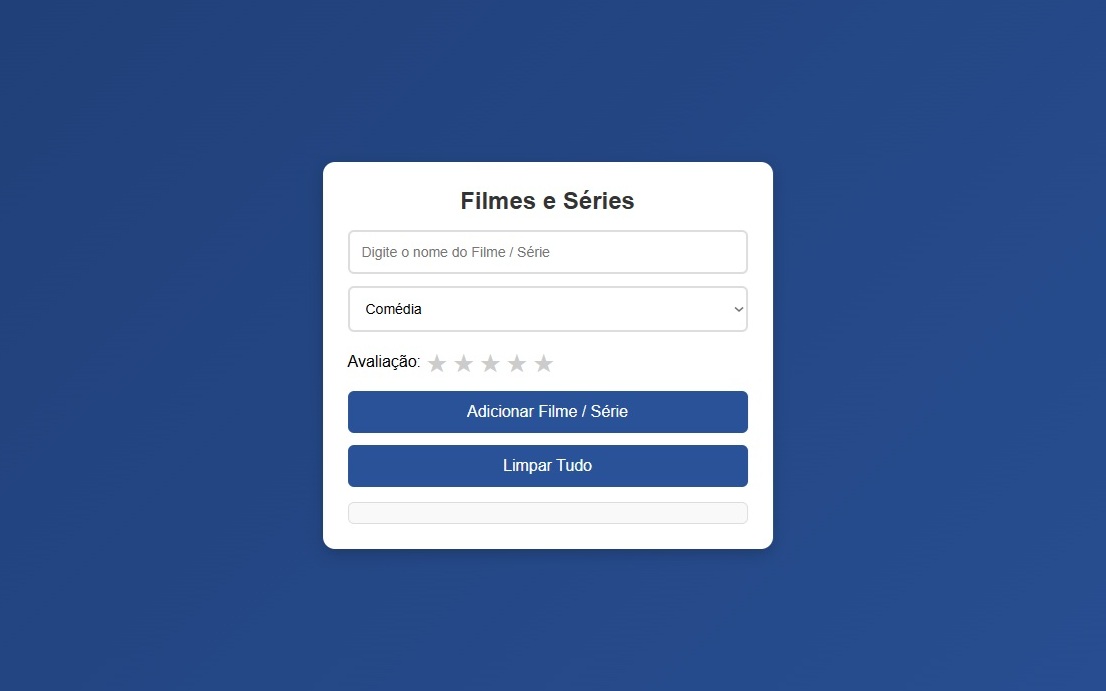 Filmes e Séries
Digite o nome do Filme / Série
Comédia
Avaliação: ★ ★ ★ ★ ★
Adicionar Filme / Série
Limpar Tudo